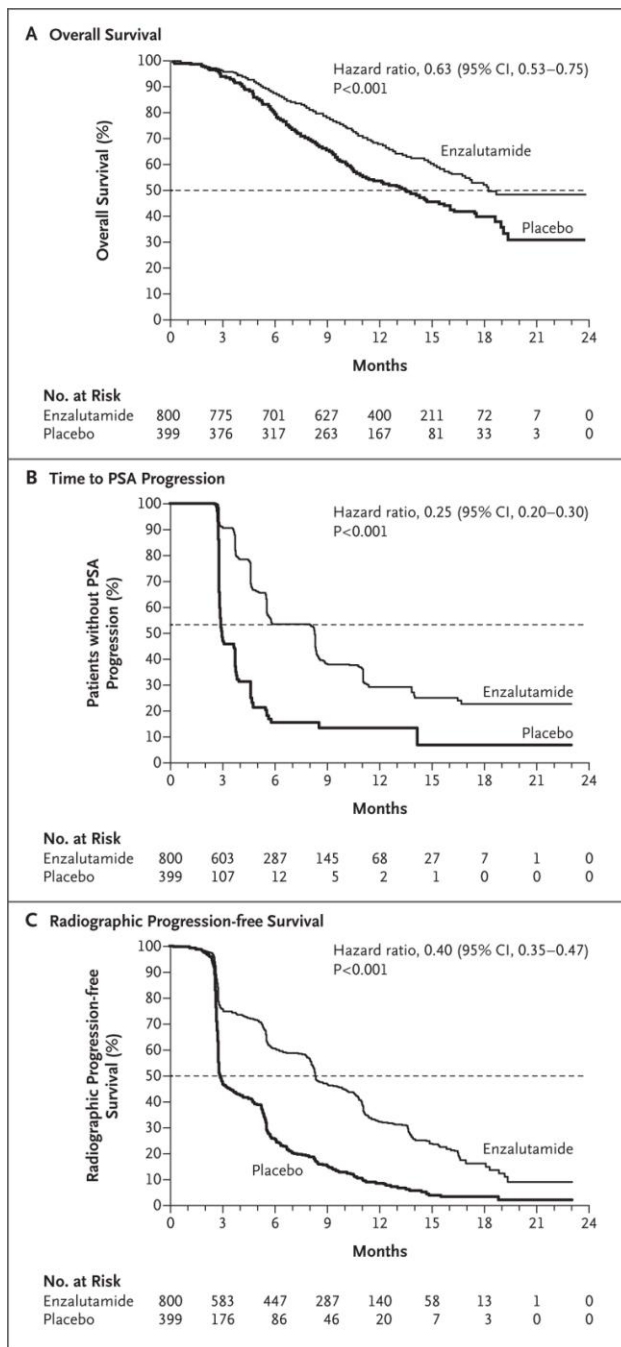 A Overall Survival
Hazard ratio, 0.63 (95% CI, 0.53–0.75)
P<0.001
Overall Survival (%)
100
90
80
70
60
50
40
30
20
10
0
Enzalutamide
Placebo
0 3 6 9 12 15 18 21 24
Months
No. at Risk
Enzalutamide 800 775 701 627 400 211 72 7 0
Placebo 399 376 317 263 167 81 33 3 0
B Time to PSA Progression
Hazard ratio, 0.25 (95% CI, 0.20–0.30)
P<0.001
Patients without PSA
Progression (%)
100
90
80
70
60
50
40
30
20
10
0
Enzalutamide
Placebo
0 3 6 9 12 15 18 21 24
Months
No. at Risk
Enzalutamide 800 603 287 145 68 27 7 1 0
Placebo 399 107 12 5 2 1 0 0 0
C Radiographic Progression-free Survival
Hazard ratio, 0.40 (95% CI, 0.35–0.47)
P<0.001
Radiographic Progression-free
Survival (%)
100
90
80
70
60
50
40
30
20
10
0
Enzalutamide
Placebo
0 3 6 9 12 15 18 21 24
Months
No. at Risk
Enzalutamide 800 583 447 287 140 58 13 1 0
Placebo 399 176 86 46 20 7 3 0 0